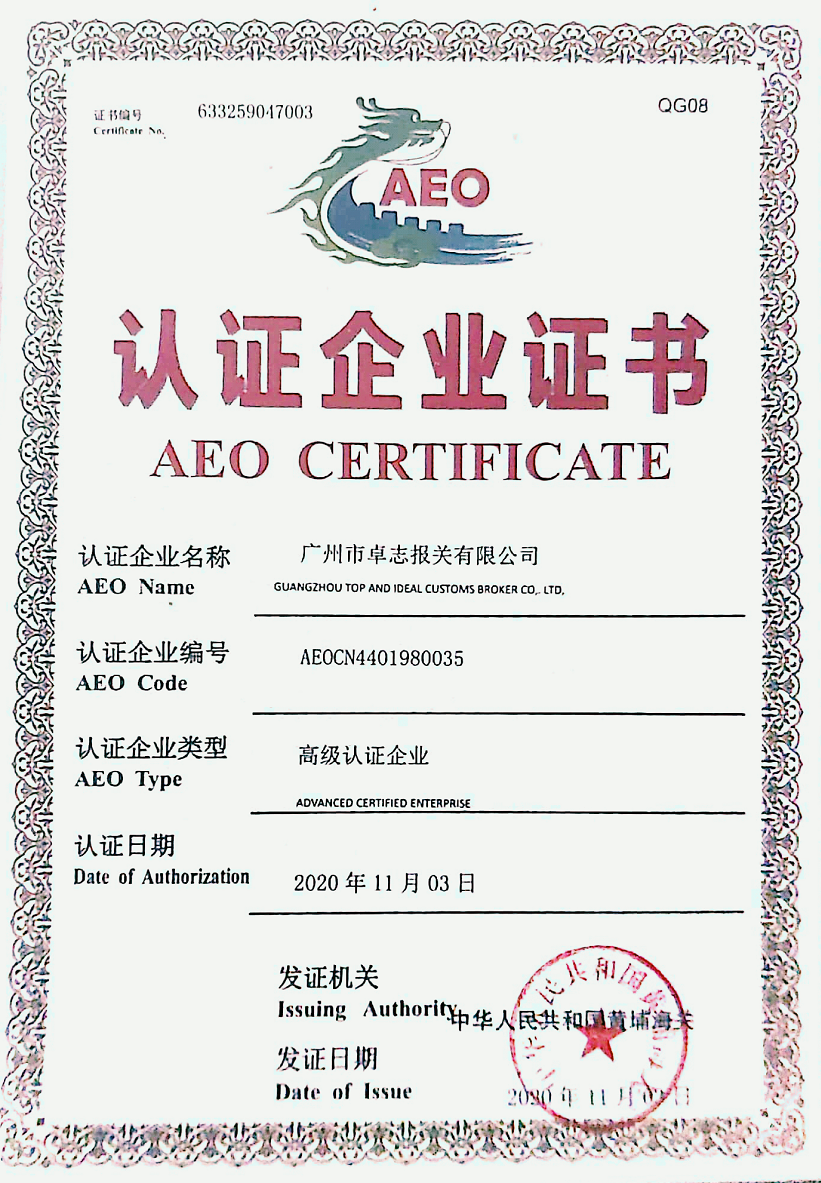 证书编号 633259047003 QG08
Certificate No.
AEO
认证企业证书
AEO CERTIFICATE
认证企业名称 广州市卓志报关有限公司
AEO Name GUANGZHOU TOP AND IDEAL CUSTOMS BROKER CO,. LTD,
认证企业编号 AEOCN4401980035
AEO Code
认证企业类型 高级认证企业
AEO Type ADVANCED CERTIFIED ENTERPRISE
认证日期
Date of Authorization 2020 年 11 月 03 日
发证机关
Issuing Authority 中华人民共和国黄埔海关
发证日期
Date of Issue 2020 年 11 月 日